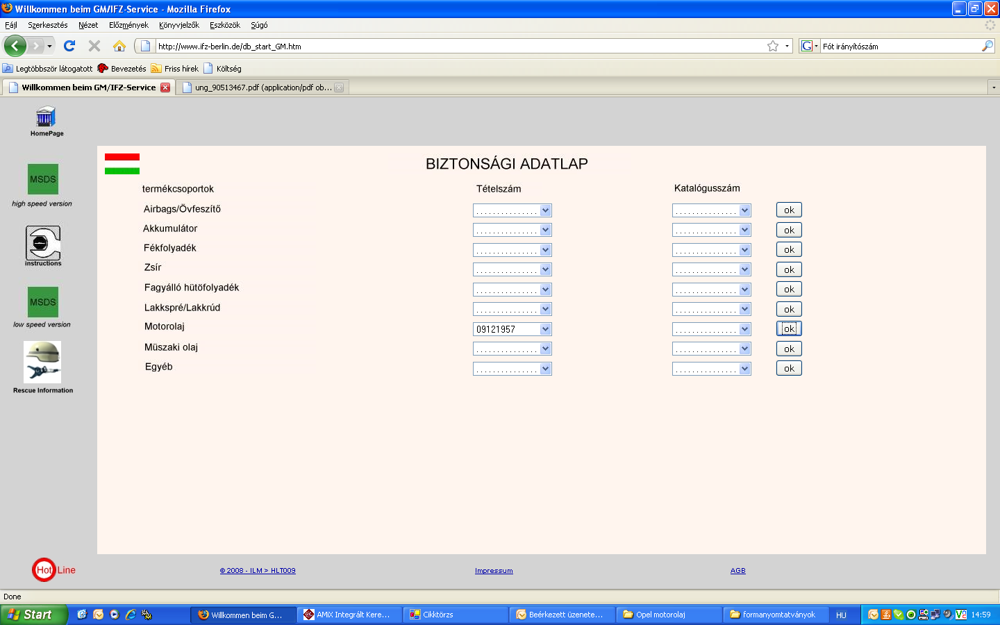 Willkommen beim GM/IFZ-Service - Mozilla Firefox
Fájl Szerkesztés Nézet Előzmények Könyvjelzők Eszközök Súgó
http://www.ifz-berlin.de/db_start_GM.htm
Fót irányítószám
Legtöbbször látogatott Bevezetés Friss hírek Költség
Willkommen beim GM/IFZ-Service ung_90513467.pdf (application/pdf ob...
HomePage
MSDS
high speed version
instructions
MSDS
low speed version
Rescue Information
BIZTONSÁGI ADATLAP
termékcsoportok Tételszám Katalógusszám
Airbags/Övfeszítő . . . . . . . . . . . . . . . . . . . . . . . . . . . . . . ok
Akkumulátor . . . . . . . . . . . . . . . . . . . . . . . . . . . . . . ok
Fékfolyadék . . . . . . . . . . . . . . . . . . . . . . . . . . . . . . ok
Zsír . . . . . . . . . . . . . . . . . . . . . . . . . . . . . . ok
Fagyálló hütöfolyadék . . . . . . . . . . . . . . . . . . . . . . . . . . . . . . ok
Lakkspré/Lakkrúd . . . . . . . . . . . . . . . . . . . . . . . . . . . . . . ok
Motorolaj 09121957 . . . . . . . . . . . . . . . ok
Müszaki olaj . . . . . . . . . . . . . . . . . . . . . . . . . . . . . . ok
Egyéb . . . . . . . . . . . . . . . . . . . . . . . . . . . . . . ok
Hot Line
© 2008 - ILM > HLT009 Impressum AGB
Done
Start Willkommen beim G... AMiX Integrált Kere... Cikktörzs Beérkezett üzenete... Opel motorolaj formanyomtatványok HU 14:59